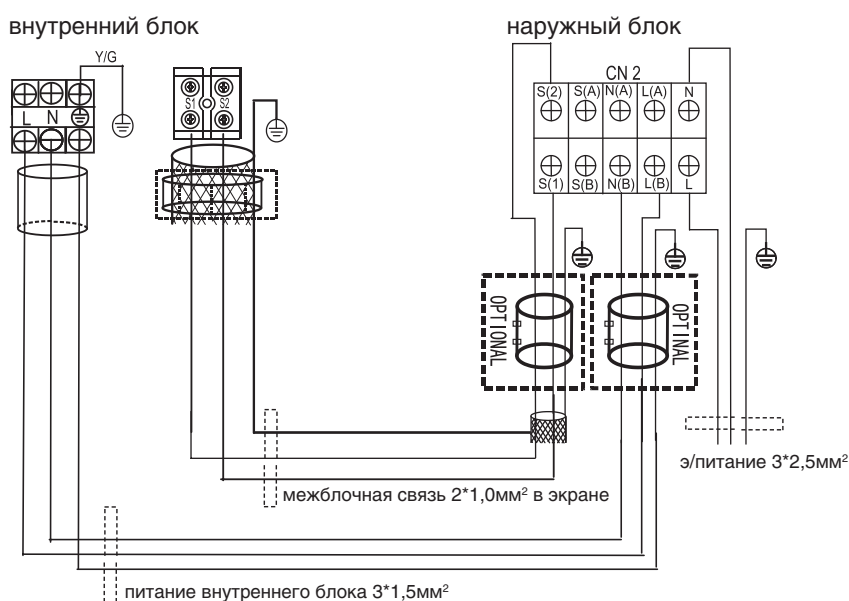 внутренний блок
наружный блок
Y/G
L N
S1 S2
CN 2
S(2) S(A) N(A) L(A) N
S(1) S(B) N(B) L(B) L
OPTIONAL
OPTINAL
э/питание 3*2,5мм²
межблочная связь 2*1,0мм² в экране
питание внутреннего блока 3*1,5мм²